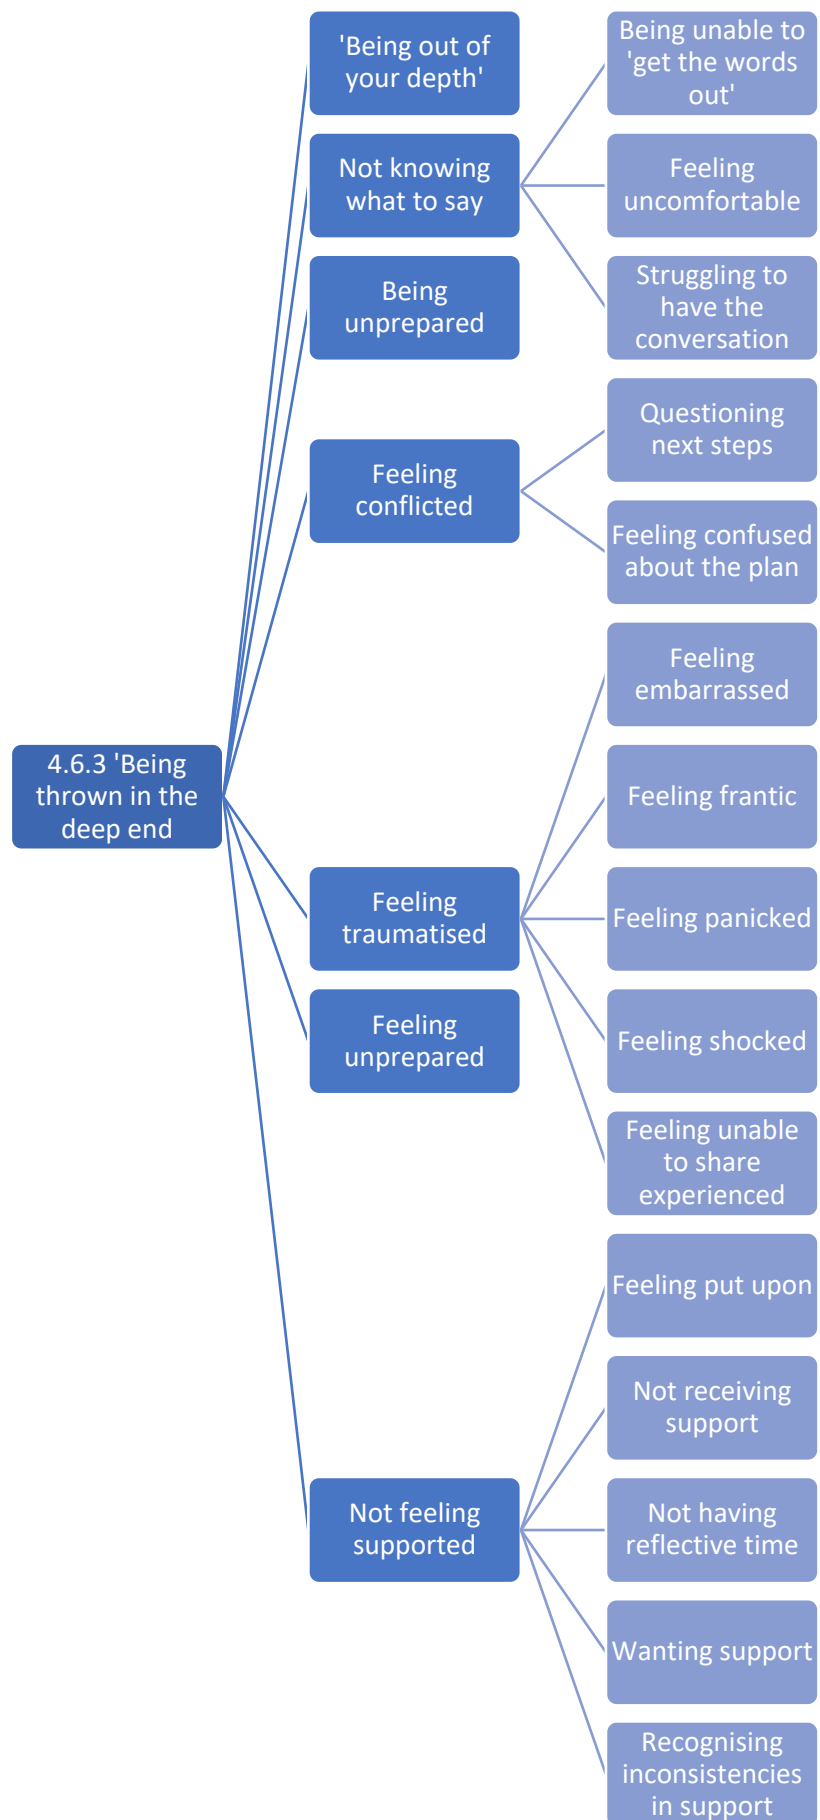 'Being out of
your depth'
Being unable to
'get the words
out'
Not knowing
what to say
Feeling
uncomfortable
Being
unprepared
Struggling to
have the
conversation
Feeling
conflicted
Questioning
next steps
Feeling confused
about the plan
4.6.3 'Being
thrown in the
deep end
Feeling
traumatised
Feeling
embarrassed
Feeling frantic
Feeling panicked
Feeling shocked
Feeling unable
to share
experienced
Feeling
unprepared
Not feeling
supported
Feeling put upon
Not receiving
support
Not having
reflective time
Wanting support
Recognising
inconsistencies
in support